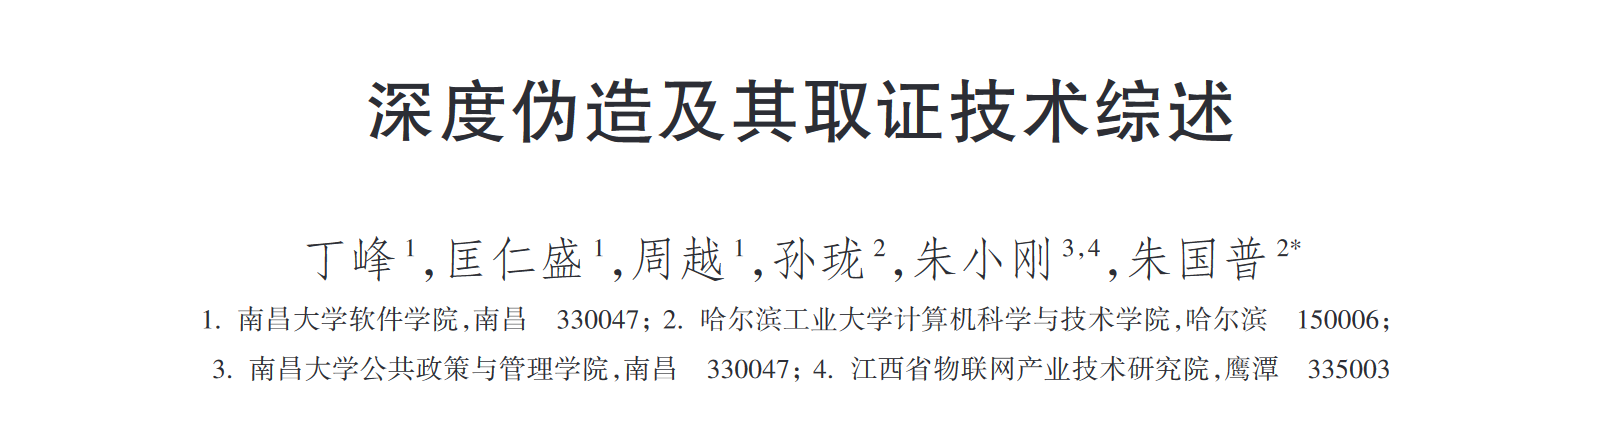 深度伪造及其取证技术综述
丁峰1,匡仁盛1,周越1,孙珑2,朱小刚3,4,朱国普2*
1. 南昌大学软件学院,南昌 330047; 2. 哈尔滨工业大学计算机科学与技术学院,哈尔滨 150006;
3. 南昌大学公共政策与管理学院,南昌 330047; 4. 江西省物联网产业技术研究院,鹰潭 335003